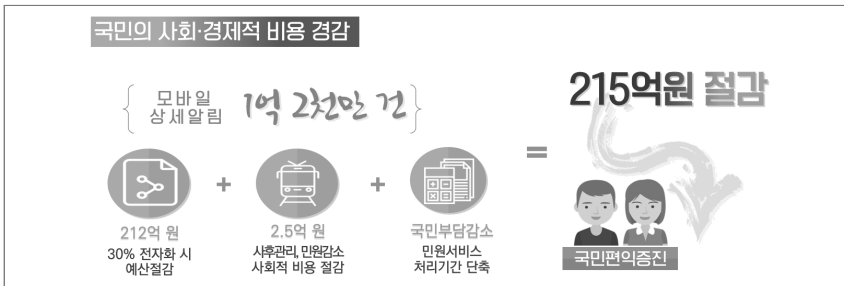 국민의 사회·경제적 비용 경감
모바일
상세알림
1억 2천만 건
215억원 절감
+
+
=
212억 원
30% 전자화 시
예산절감
2.5억 원
사후관리, 민원감소
사회적 비용 절감
국민부담감소
민원서비스
처리기간 단축
국민편익증진